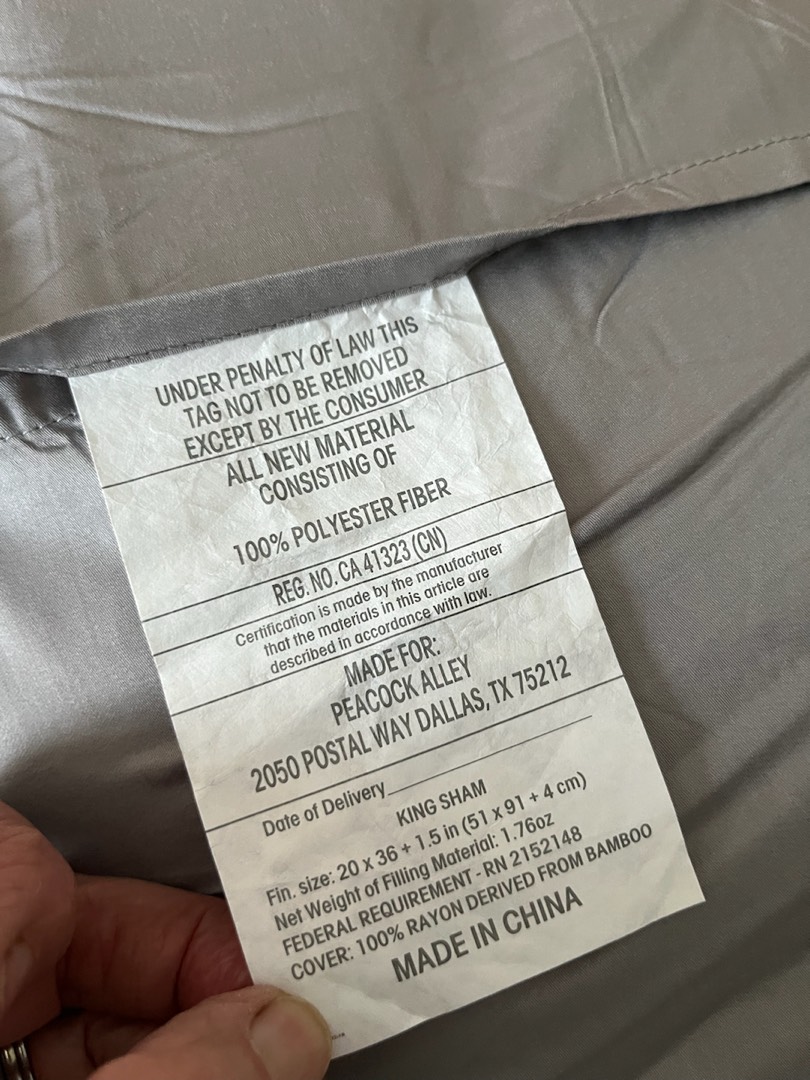 UNDER PENALTY OF LAW THIS
TAG NOT TO BE REMOVED
EXCEPT BY THE CONSUMER
ALL NEW MATERIAL
CONSISTING OF
100% POLYESTER FIBER
REG. NO. CA 41323 (CN)
Certification is made by the manufacturer
that the materials in this article are
described in accordance with law.
MADE FOR:
PEACOCK ALLEY
2050 POSTAL WAY DALLAS, TX 75212
Date of Delivery
KING SHAM
Fin. size: 20 x 36 + 1.5 in (51 x 91 + 4 cm)
Net Weight of Filling Material: 1.76oz
FEDERAL REQUIREMENT - RN 2152148
COVER: 100% RAYON DERIVED FROM BAMBOO
MADE IN CHINA